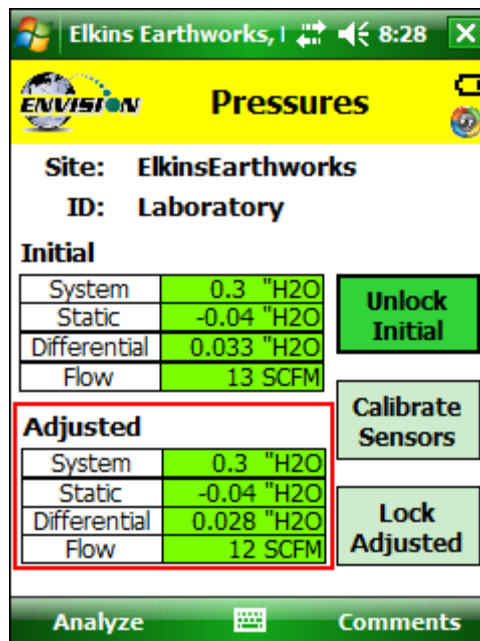 Elkins Earthworks, 8:28
ENVISION Pressures
Site: ElkinsEarthworks
ID: Laboratory
Initial
System 0.3 "H2O
Static -0.04 "H2O
Differential 0.033 "H2O
Flow 13 SCFM
Unlock
Initial
Calibrate
Sensors
Adjusted
System 0.3 "H2O
Static -0.04 "H2O
Differential 0.028 "H2O
Flow 12 SCFM
Lock
Adjusted
Analyze Comments